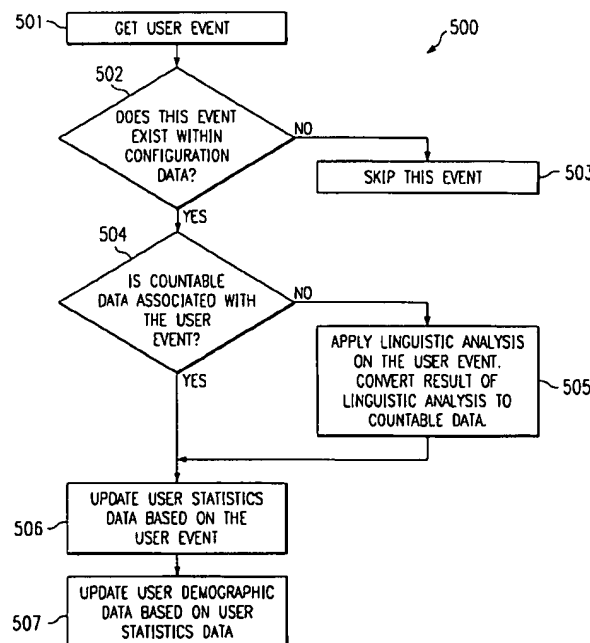 501
GET USER EVENT
500
502
DOES THIS EVENT
EXIST WITHIN
CONFIGURATION
DATA?
NO
SKIP THIS EVENT
503
YES
504
IS COUNTABLE
DATA ASSOCIATED WITH
THE USER
EVENT?
NO
YES
APPLY LINGUISTIC ANALYSIS
ON THE USER EVENT.
CONVERT RESULT OF
LINGUISTIC ANALYSIS TO
COUNTABLE DATA.
505
UPDATE USER STATISTICS
DATA BASED ON THE
USER EVENT
506
UPDATE USER DEMOGRAPHIC
DATA BASED ON USER
STATISTICS DATA
507